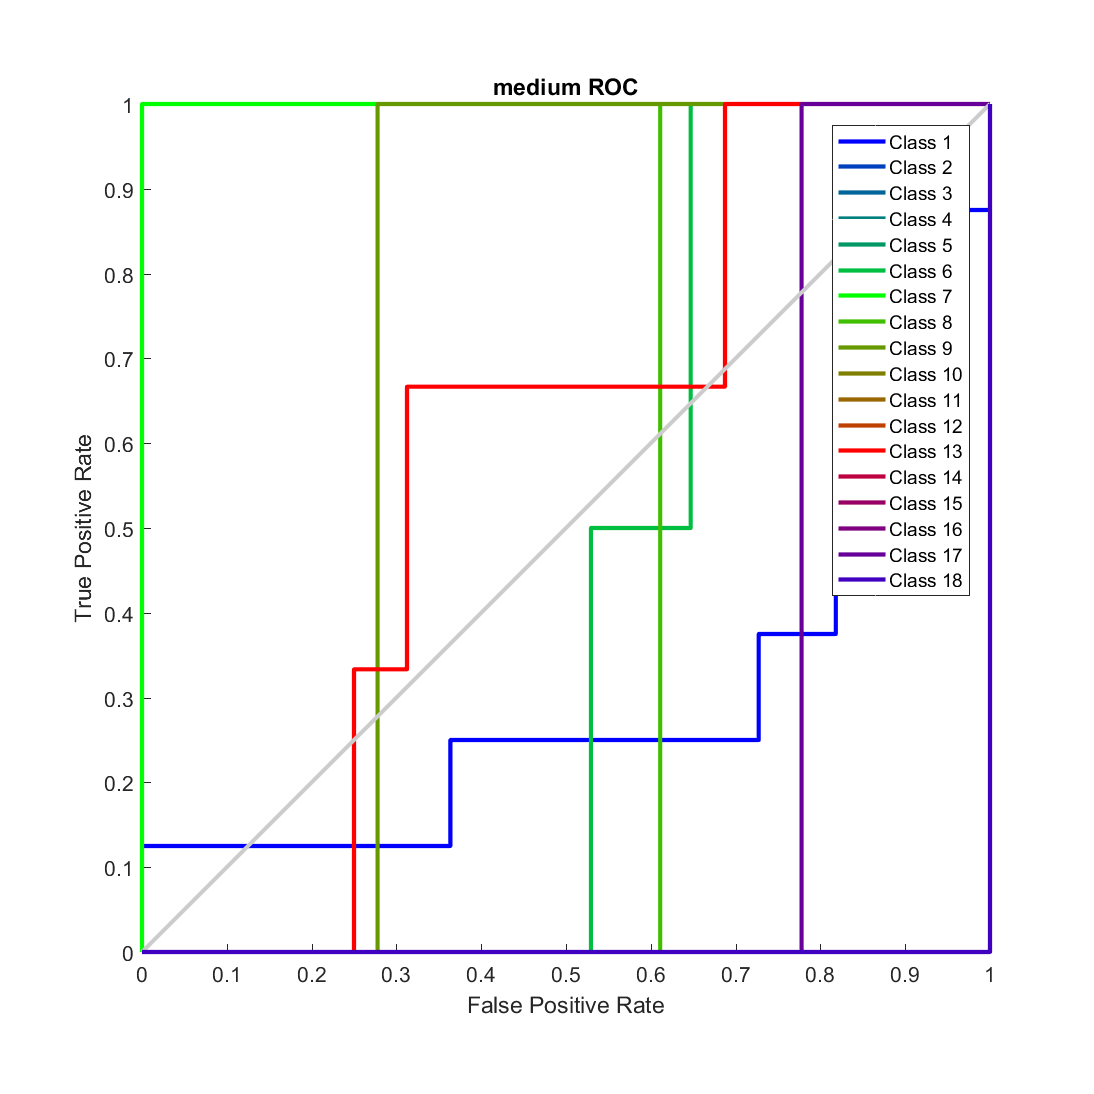 medium ROC
1
0.9
0.8
0.7
0.6
0.5
0.4
0.3
0.2
0.1
0
True Positive Rate
Class 1
Class 2
Class 3
Class 4
Class 5
Class 6
Class 7
Class 8
Class 9
Class 10
Class 11
Class 12
Class 13
Class 14
Class 15
Class 16
Class 17
Class 18
0 0.1 0.2 0.3 0.4 0.5 0.6 0.7 0.8 0.9 1
False Positive Rate